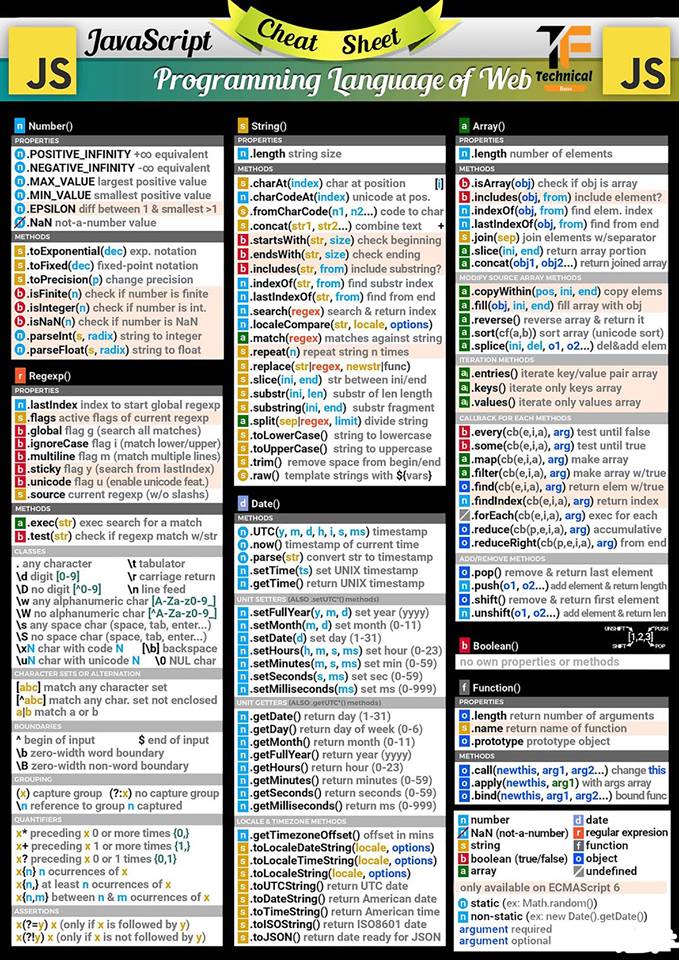 JavaScript
Cheat Sheet
Programming Language of Web
JS
TF
Technical
JS
n Number()
PROPERTIES
n .POSITIVE_INFINITY +∞ equivalent
n .NEGATIVE_INFINITY -∞ equivalent
n .MAX_VALUE largest positive value
n .MIN_VALUE smallest positive value
n .EPSILON diff between 1 & smallest >1
.NaN not-a-number value
METHODS
s .toExponential(dec) exp. notation
s .toFixed(dec) fixed-point notation
s .toPrecision(p) change precision
b .isFinite(n) check if number is finite
b .isInteger(n) check if number is int.
b .isNaN(n) check if number is NaN
n .parseInt(s, radix) string to integer
n .parseFloat(s, radix) string to float
r Regexp()
PROPERTIES
n .lastIndex index to start global regexp
s .flags active flags of current regexp
b .global flag g (search all matches)
b .ignoreCase flag i (match lower/upper)
b .multiline flag m (match multiple lines)
b .sticky flag y (search from lastIndex)
b .unicode flag u (enable unicode feat.)
s .source current regexp (w/o slashs)
METHODS
a .exec(str) exec search for a match
b .test(str) check if regexp match w/str
CLASSES
. any character \t tabulator
\d digit [0-9] \r carriage return
\D no digit [^0-9] \n line feed
\w any alphanumeric char [A-Za-z0-9_]
\W no alphanumeric char [^A-Za-z0-9_]
\s any space char (space, tab, enter...)
\S no space char (space, tab, enter...)
\xN char with code N [\b] backspace
\uN char with unicode N \0 NUL char
CHARACTER SETS OR ALTERNATION
[abc] match any character set
[^abc] match any char. set not enclosed
a|b match a or b
BOUNDARIES
^ begin of input $ end of input
\b zero-width word boundary
\B zero-width non-word boundary
GROUPING
(x) capture group (?:x) no capture group
\n reference to group n captured
QUANTIFIERS
x* preceding x 0 or more times {0,}
x+ preceding x 1 or more times {1,}
x? preceding x 0 or 1 times {0,1}
x{n} n ocurrences of x
x{n,} at least n ocurrences of x
x{n,m} between n & m ocurrences of x
ASSERTIONS
x(?=y) x (only if x is followed by y)
x(?!y) x (only if x is not followed by y)
s String()
PROPERTIES
n .length string size
METHODS
s .charAt(index) char at position [i]
n .charCodeAt(index) unicode at pos.
s .fromCharCode(n1, n2...) code to char
s .concat(str1, str2...) combine text +
b .startsWith(str, size) check beginning
b .endsWith(str, size) check ending
b .includes(str, from) include substring?
n .indexOf(str, from) find substr index
n .lastIndexOf(str, from) find from end
n .search(regex) search & return index
n .localeCompare(str, locale, options)
a .match(regex) matches against string
s .repeat(n) repeat string n times
s .replace(str|regex, newstr|func)
s .slice(ini, end) str between ini/end
s .substr(ini, len) substr of len length
s .substring(ini, end) substr fragment
a .split(sep|regex, limit) divide string
s .toLowerCase() string to lowercase
s .toUpperCase() string to uppercase
s .trim() remove space from begin/end
s .raw() template strings with ${vars}
d Date()
METHODS
n .UTC(y, m, d, h, i, s, ms) timestamp
n .now() timestamp of current time
n .parse(str) convert str to timestamp
n .setTime(ts) set UNIX timestamp
n .getTime() return UNIX timestamp
UNIT SETTERS (ALSO .setUTC*() methods)
n .setFullYear(y, m, d) set year (yyyy)
n .setMonth(m, d) set month (0-11)
n .setDate(d) set day (1-31)
n .setHours(h, m, s, ms) set hour (0-23)
n .setMinutes(m, s, ms) set min (0-59)
n .setSeconds(s, ms) set sec (0-59)
n .setMilliseconds(ms) set ms (0-999)
UNIT GETTERS (ALSO .getUTC*() methods)
n .getDate() return day (1-31)
n .getDay() return day of week (0-6)
n .getMonth() return month (0-11)
n .getFullYear() return year (yyyy)
n .getHours() return hour (0-23)
n .getMinutes() return minutes (0-59)
n .getSeconds() return seconds (0-59)
n .getMilliseconds() return ms (0-999)
LOCALE & TIMEZONE METHODS
n .getTimezoneOffset() offset in mins
s .toLocaleDateString(locale, options)
s .toLocaleTimeString(locale, options)
s .toLocaleString(locale, options)
s .toUTCString() return UTC date
s .toDateString() return American date
s .toTimeString() return American time
s .toISOString() return ISO8601 date
s .toJSON() return date ready for JSON
a Array()
PROPERTIES
n .length number of elements
METHODS
b .isArray(obj) check if obj is array
b .includes(obj, from) include element?
n .indexOf(obj, from) find elem. index
n .lastIndexOf(obj, from) find from end
s .join(sep) join elements w/separator
a .slice(ini, end) return array portion
a .concat(obj1, obj2...) return joined array
MODIFY SOURCE ARRAY METHODS
a .copyWithin(pos, ini, end) copy elems
a .fill(obj, ini, end) fill array with obj
a .reverse() reverse array & return it
a .sort(cf(a,b)) sort array (unicode sort)
a .splice(ini, del, o1, o2...) del&add elem
ITERATION METHODS
ai .entries() iterate key/value pair array
ai .keys() iterate only keys array
ai .values() iterate only values array
CALLBACK FOR EACH METHODS
b .every(cb(e,i,a), arg) test until false
b .some(cb(e,i,a), arg) test until true
a .map(cb(e,i,a), arg) make array
a .filter(cb(e,i,a), arg) make array w/true
o .find(cb(e,i,a), arg) return elem w/true
n .findIndex(cb(e,i,a), arg) return index
.forEach(cb(e,i,a), arg) exec for each
o .reduce(cb(p,e,i,a), arg) accumulative
o .reduceRight(cb(p,e,i,a), arg) from end
ADD/REMOVE METHODS
o .pop() remove & return last element
n .push(o1, o2...) add element & return length
o .shift() remove & return first element
n .unshift(o1, o2...) add element & return len
UNSHIFT PUSH
[1,2,3]
SHIFT POP
b Boolean()
no own properties or methods
f Function()
PROPERTIES
o .length return number of arguments
s .name return name of function
o .prototype prototype object
METHODS
o .call(newthis, arg1, arg2...) change this
o .apply(newthis, arg1) with args array
o .bind(newthis, arg1, arg2...) bound func
n number d date
NaN (not-a-number) r regular expresion
s string f function
b boolean (true/false) o object
a array undefined
only available on ECMAScript 6
n static (ex: Math.random())
n non-static (ex: new Date().getDate())
argument required
argument optional